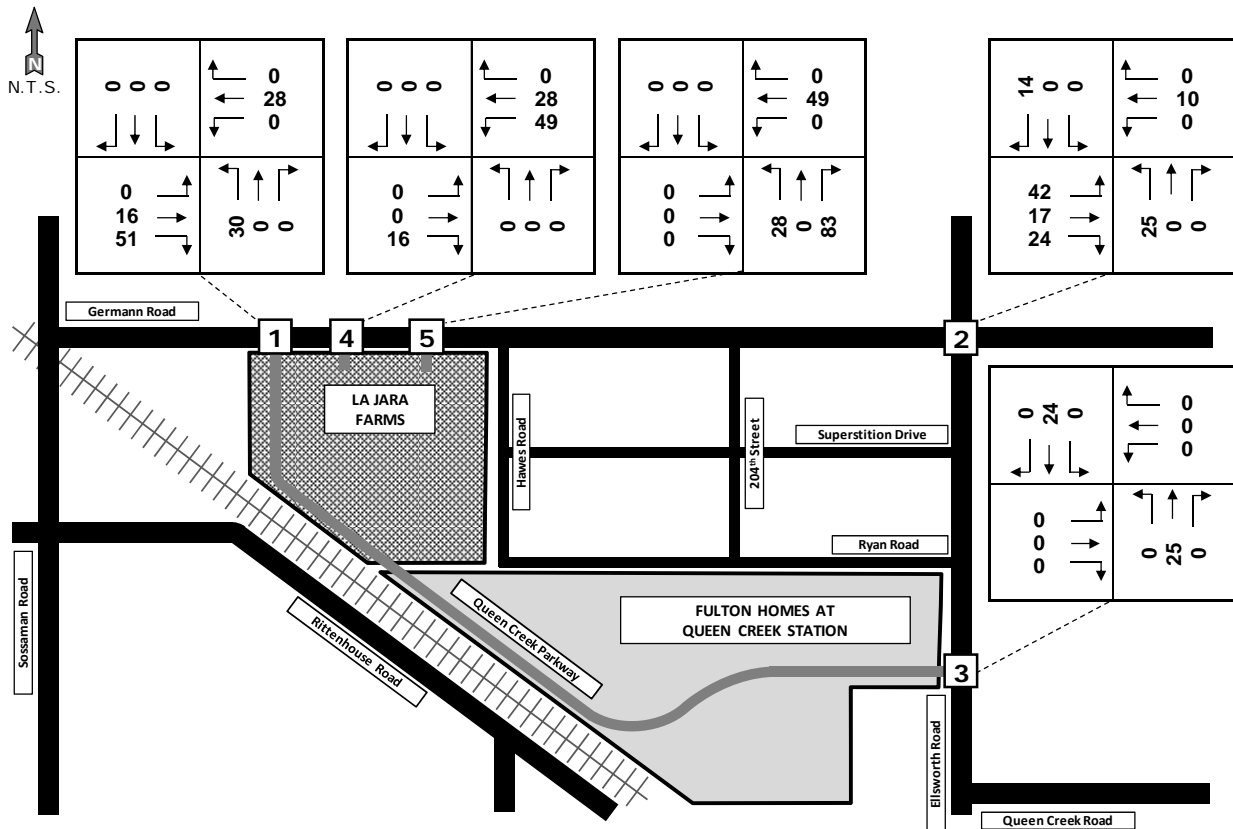 N
N.T.S.
0 0 0
0
28
0
0
16
51
30 0 0
0 0 0
0
28
49
0
0
16
0 0 0
0 0 0
0
49
0
0
0
0
28 0 83
14 0 0
0
10
0
42
17
24
25 0 0
Germann Road
1
4
5
2
LA JARA
FARMS
Hawes Road
204th Street
Superstition Drive
Ryan Road
0 24 0
0
0
0
0
0
0
0 25 0
Sossaman Road
Rittenhouse Road
Queen Creek Parkway
FULTON HOMES AT
QUEEN CREEK STATION
3
Ellsworth Road
Queen Creek Road